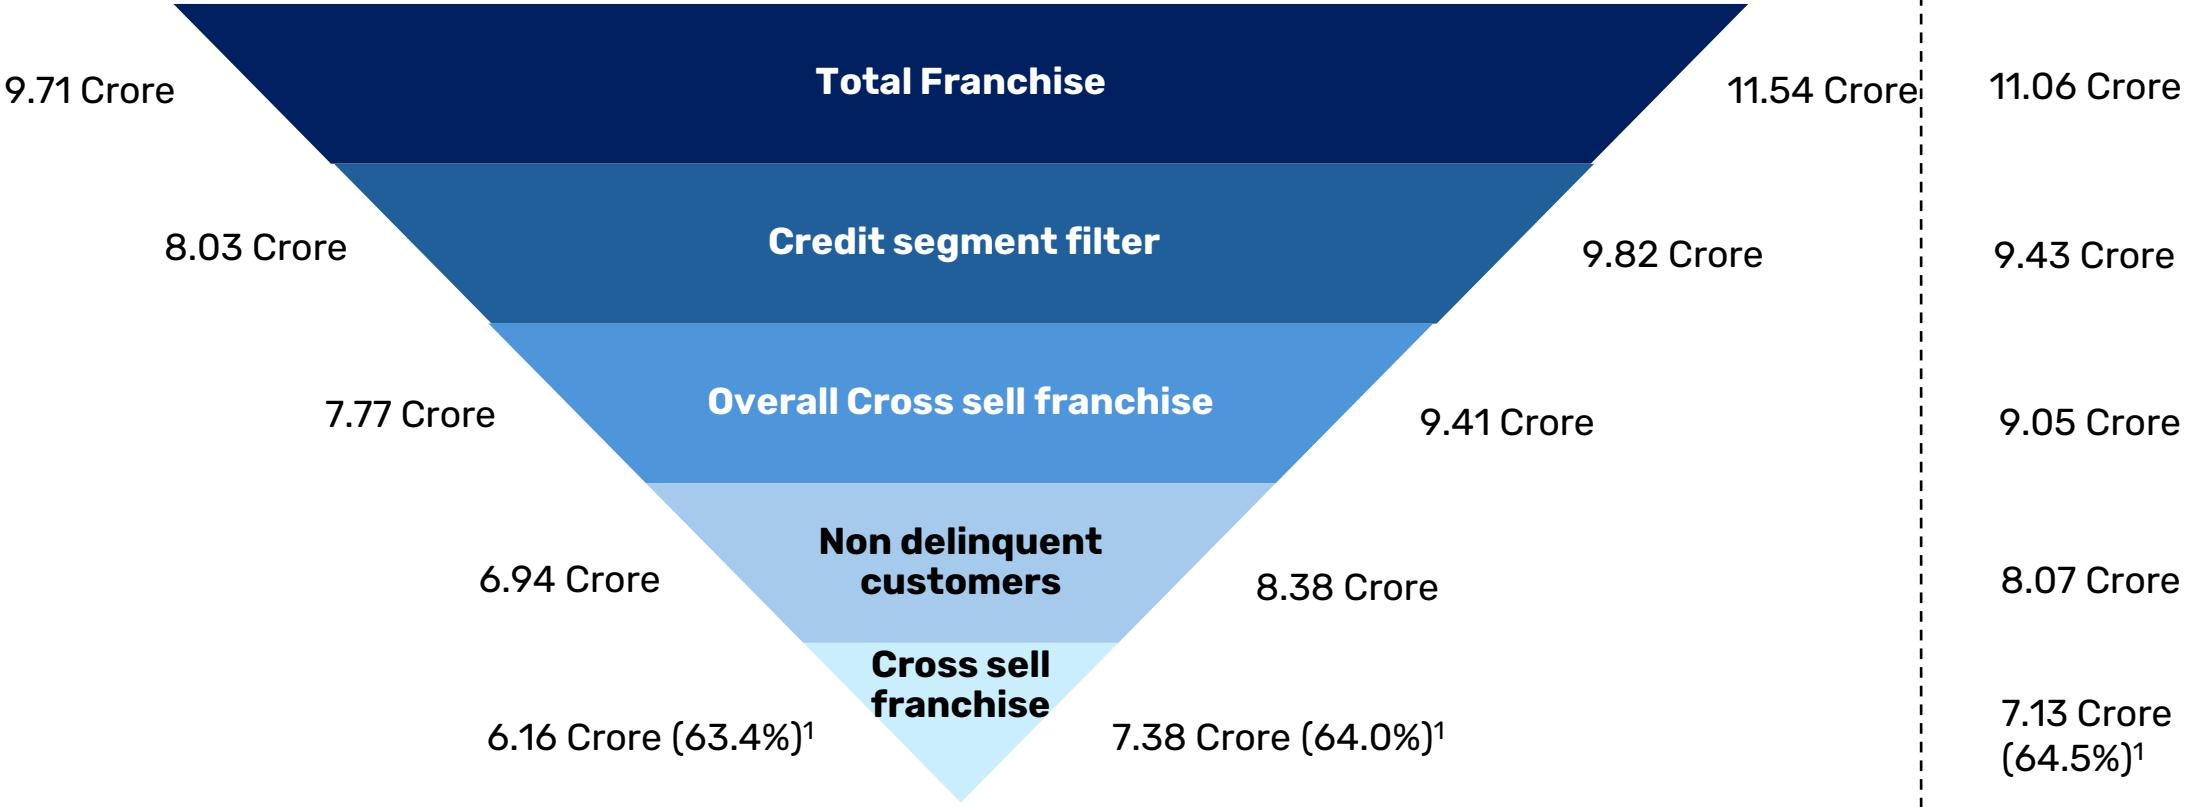 9.71 Crore
Total Franchise
11.54 Crore
11.06 Crore
8.03 Crore
Credit segment filter
9.82 Crore
9.43 Crore
7.77 Crore
Overall Cross sell franchise
9.41 Crore
9.05 Crore
6.94 Crore
Non delinquent
customers
8.38 Crore
8.07 Crore
6.16 Crore (63.4%)¹
Cross sell
franchise
7.38 Crore (64.0%)¹
7.13 Crore
(64.5%)¹